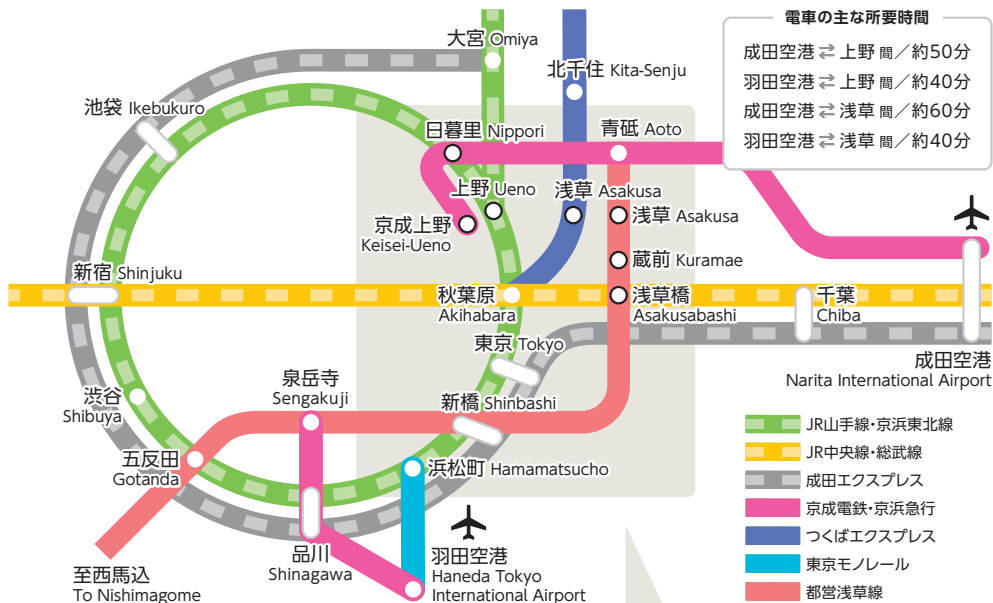 電車の主な所要時間
成田空港 ⇄ 上野 間／約50分
羽田空港 ⇄ 上野 間／約40分
成田空港 ⇄ 浅草 間／約60分
羽田空港 ⇄ 浅草 間／約40分
大宮 Omiya
北千住 Kita-Senju
池袋 Ikebukuro
日暮里 Nippori
青砥 Aoto
上野 Ueno
浅草 Asakusa
浅草 Asakusa
京成上野
Keisei-Ueno
蔵前 Kuramae
新宿 Shinjuku
秋葉原
Akihabara
浅草橋
Asakusabashi
千葉
Chiba
東京 Tokyo
成田空港
Narita International Airport
泉岳寺
Sengakuji
渋谷
Shibuya
新橋 Shinbashi
五反田
Gotanda
浜松町 Hamamatsucho
品川
Shinagawa
羽田空港
Haneda Tokyo
International Airport
至西馬込
To Nishimagome
JR山手線・京浜東北線
JR中央線・総武線
成田エクスプレス
京成電鉄・京浜急行
つくばエクスプレス
東京モノレール
都営浅草線